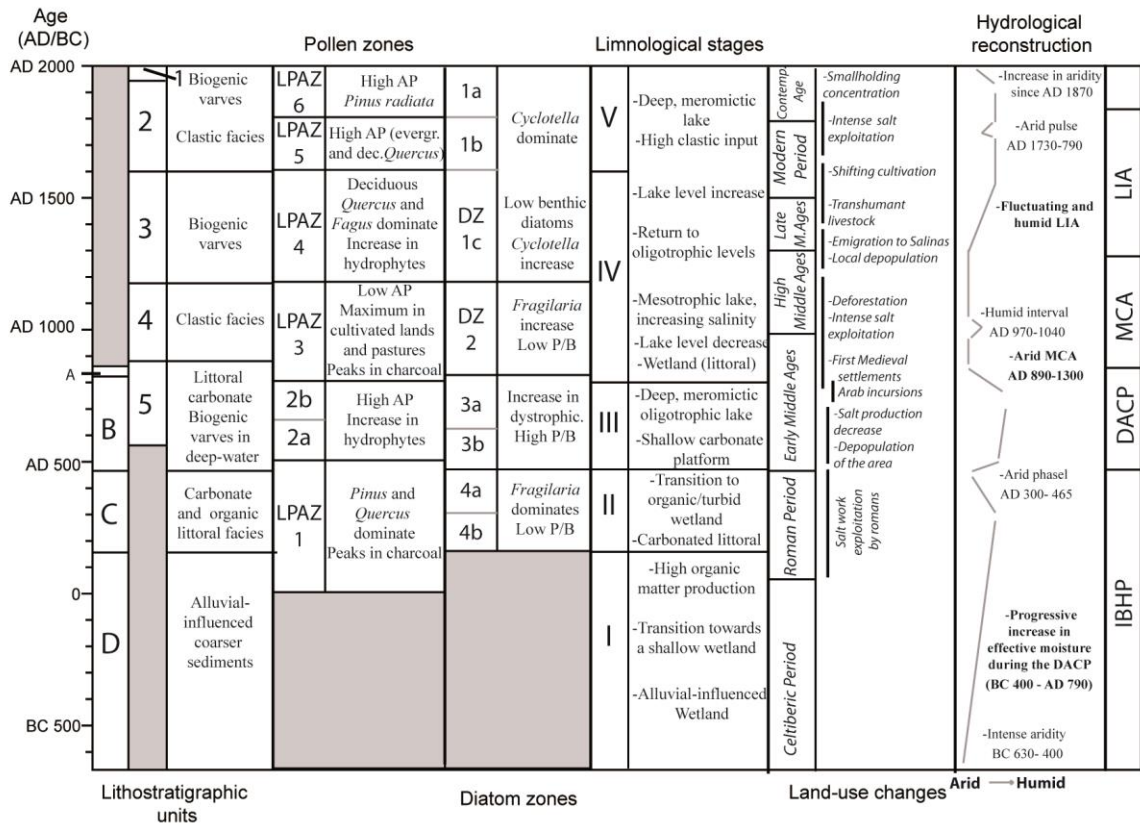 Age
(AD/BC)
Pollen zones
Limnological stages
Hydrological
reconstruction
AD 2000
AD 1500
AD 1000
A
AD 500
0
BC 500
1
2
3
4
5
B
C
D
Biogenic
varves
Clastic facies
Biogenic
varves
Clastic facies
Littoral
carbonate
Biogenic
varves in
deep-water
Carbonate
and organic
littoral facies
Alluvial-
influenced
coarser
sediments
LPAZ
6
High AP
Pinus radiata
LPAZ
5
High AP (evergr.
and dec.Quercus)
LPAZ
4
Deciduous
Quercus and
Fagus dominate
Increase in
hydrophytes
LPAZ
3
Low AP
Maximum in
cultivated lands
and pastures
Peaks in charcoal
2b
2a
High AP
Increase in
hydrophytes
LPAZ
1
Pinus and
Quercus
dominate
Peaks in charcoal
1a
1b
Cyclotella
dominate
DZ
1c
Low benthic
diatoms
Cyclotella
increase
DZ
2
Fragilaria
increase
Low P/B
3a
3b
Increase in
dystrophic.
High P/B
4a
4b
Fragilaria
dominates
Low P/B
V
-Deep, meromictic
lake
-High clastic input
IV
-Lake level increase
-Return to
oligotrophic levels
-Mesotrophic lake,
increasing salinity
-Lake level decrease
-Wetland (littoral)
III
-Deep, meromictic
oligotrophic lake
-Shallow carbonate
platform
II
-Transition to
organic/turbid
wetland
-Carbonated littoral
I
-High organic
matter production
-Transition towards
a shallow wetland
-Alluvial-influenced
Wetland
Contemp.
Age
Modern
Period
Late
M.Ages
High
Middle Ages
Early Middle Ages
Roman Period
Celtiberic Period
-Smallholding
concentration
-Intense salt
exploitation
-Shifting cultivation
-Transhumant
livestock
-Emigration to Salinas
-Local depopulation
-Deforestation
-Intense salt
exploitation
-First Medieval
settlements
Arab incursions
-Salt production
decrease
-Depopulation
of the area
Salt work
exploitation
by romans
-Increase in aridity
since AD 1870
-Arid pulse
AD 1730-790
-Fluctuating and
humid LIA
-Humid interval
AD 970-1040
-Arid MCA
AD 890-1300
-Arid phasel
AD 300- 465
-Progressive
increase in
effective moisture
during the DACP
(BC 400 - AD 790)
-Intense aridity
BC 630- 400
LIA
MCA
DACP
IBHP
Arid
Humid
Lithostratigraphic
units
Diatom zones
Land-use changes